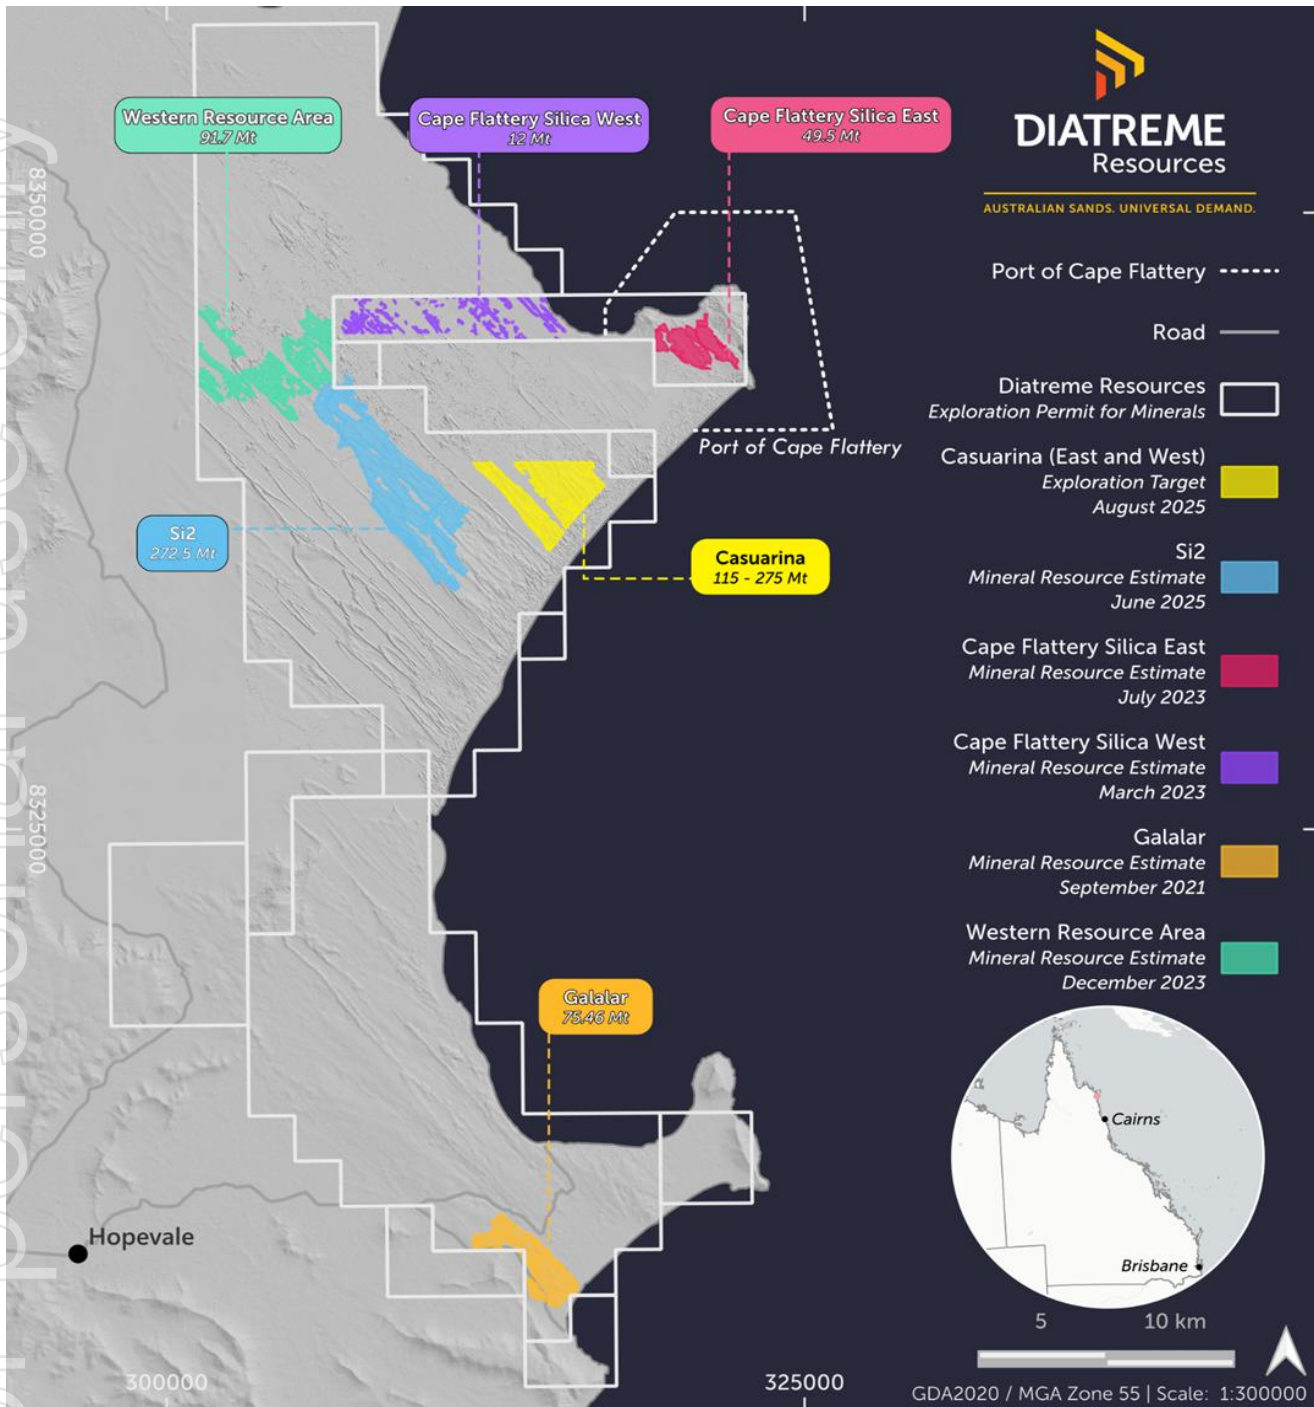 Western Resource Area
91.7 Mt
Cape Flattery Silica West
12 Mt
Cape Flattery Silica East
49.5 Mt
DIATREME
Resources
AUSTRALIAN SANDS. UNIVERSAL DEMAND.
8350000
Port of Cape Flattery
Road
Diatreme Resources
Exploration Permit for Minerals
Port of Cape Flattery
Casuarina (East and West)
Exploration Target
August 2025
Si2
272.5 Mt
Casuarina
115 - 275 Mt
Si2
Mineral Resource Estimate
June 2025
Cape Flattery Silica East
Mineral Resource Estimate
July 2023
Cape Flattery Silica West
Mineral Resource Estimate
March 2023
8325000
Galalar
Mineral Resource Estimate
September 2021
Western Resource Area
Mineral Resource Estimate
December 2023
Galalar
75.46 Mt
Cairns
Brisbane
Hopevale
5 10 km
300000
325000
GDA2020 / MGA Zone 55 | Scale: 1:300000